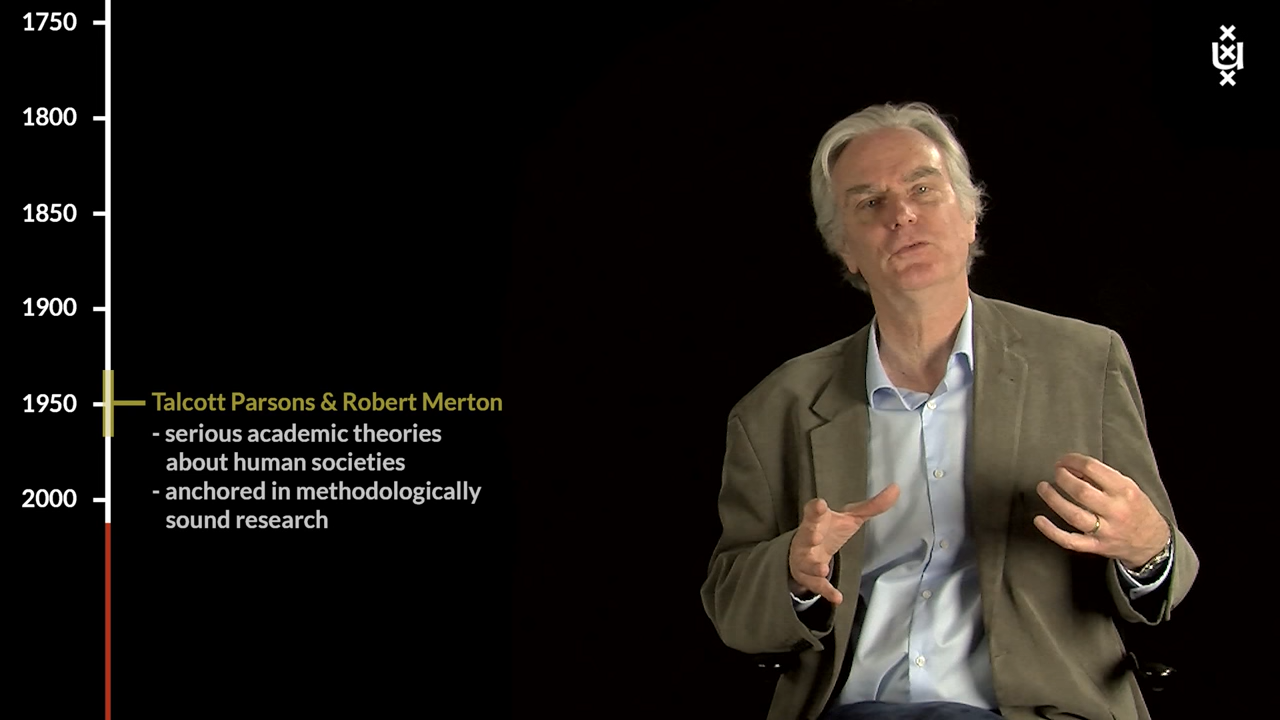 1750
1800
1850
1900
1950
2000
Talcott Parsons & Robert Merton
- serious academic theories
about human societies
- anchored in methodologically
sound research
x
x
u
x